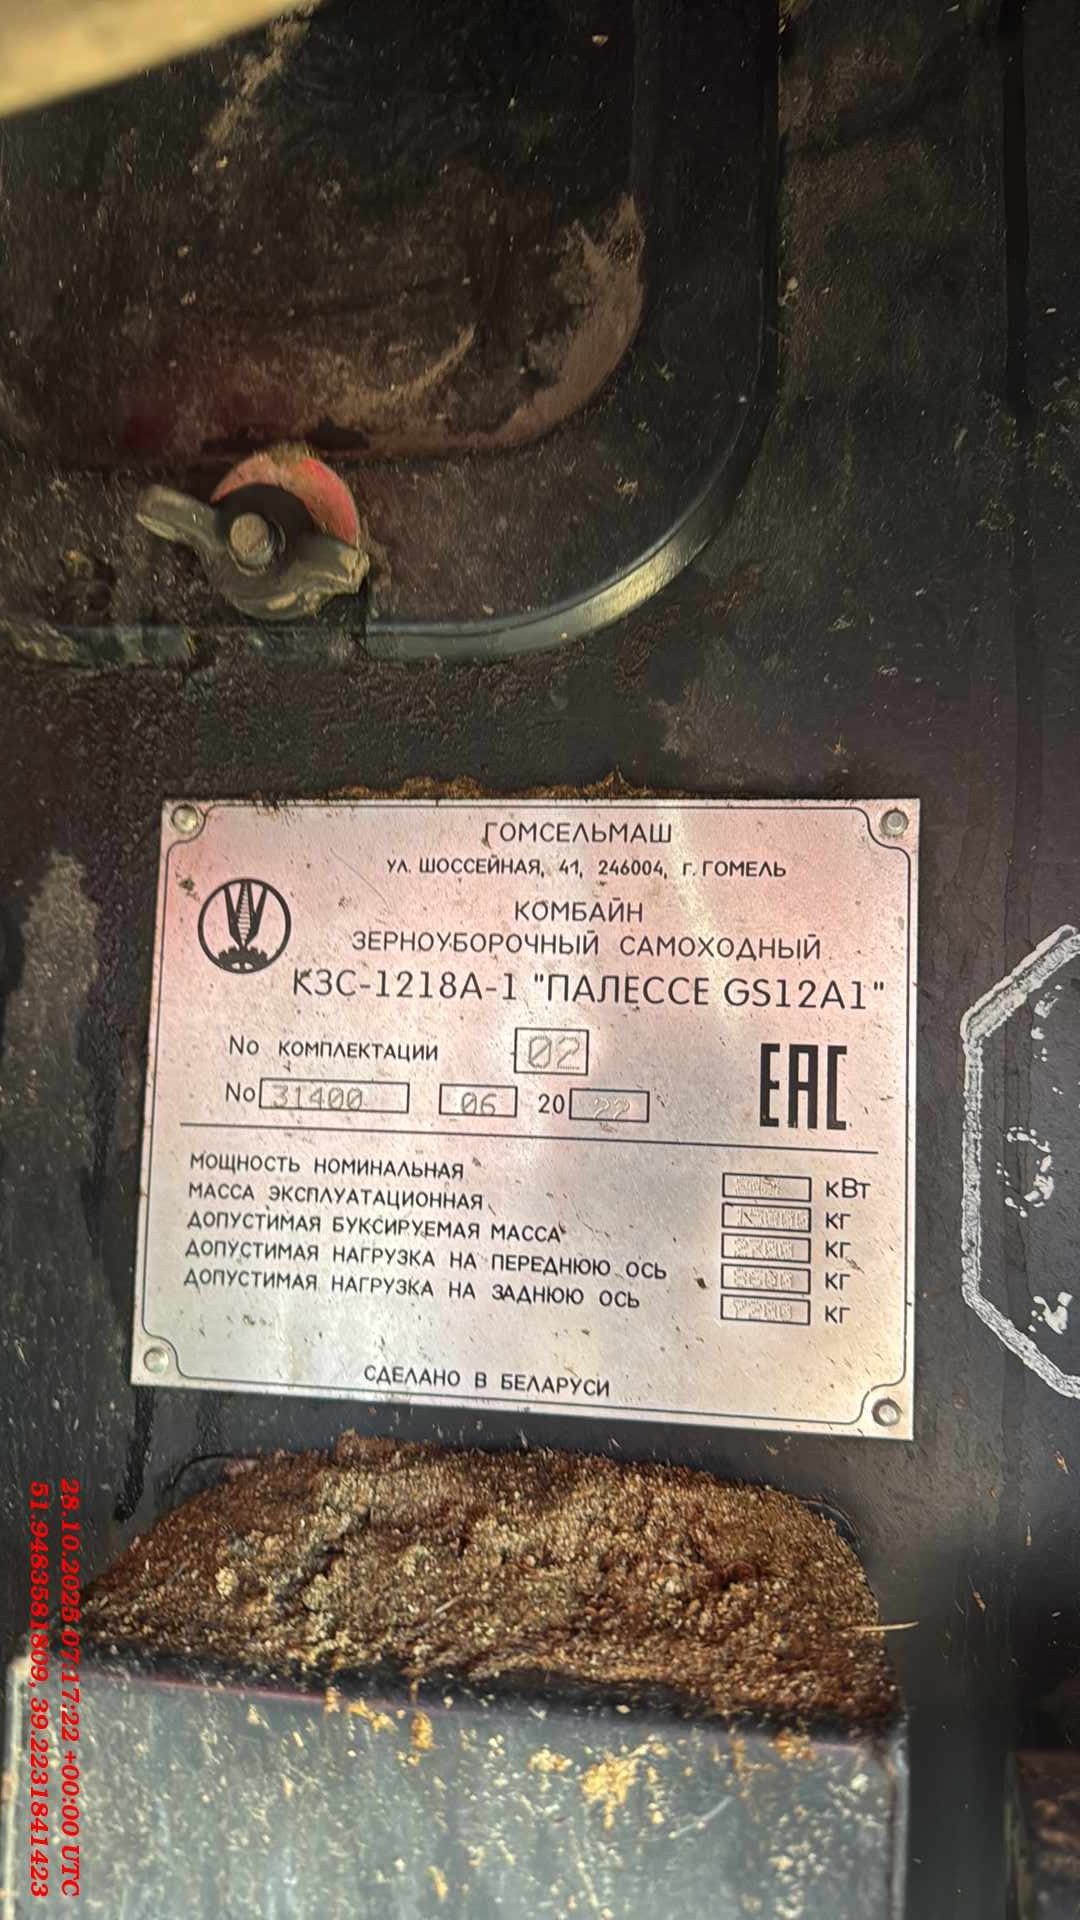 ГОМСЕЛЬМАШ
УЛ. ШОССЕЙНАЯ, 41, 246004, Г. ГОМЕЛЬ
КОМБАЙН
ЗЕРНОУБОРОЧНЫЙ САМОХОДНЫЙ
КЗС-1218А-1 "ПАЛЕССЕ GS12A1"
No КОМПЛЕКТАЦИИ 02
No 31400 06 20 22
EAC
МОЩНОСТЬ НОМИНАЛЬНАЯ кВт
МАССА ЭКСПЛУАТАЦИОННАЯ КГ
ДОПУСТИМАЯ БУКСИРУЕМАЯ МАССА КГ
ДОПУСТИМАЯ НАГРУЗКА НА ПЕРЕДНЮЮ ОСЬ КГ
ДОПУСТИМАЯ НАГРУЗКА НА ЗАДНЮЮ ОСЬ КГ
СДЕЛАНО В БЕЛАРУСИ
28.10.2025 07:17:22 +00:00 UTC
51.9483581809, 39.2231841423